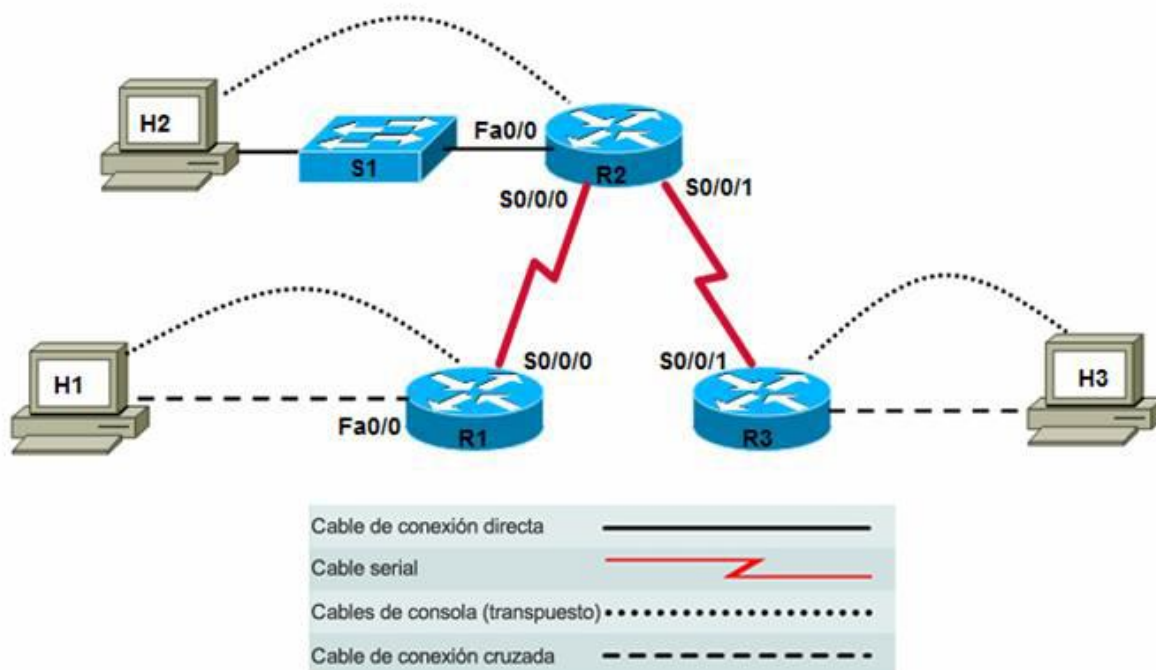 H2
S1
Fa0/0
R2
S0/0/0
S0/0/1
H1
Fa0/0
S0/0/0
R1
S0/0/1
R3
H3
Cable de conexión directa
Cable serial
Cables de consola (transpuesto)
Cable de conexión cruzada